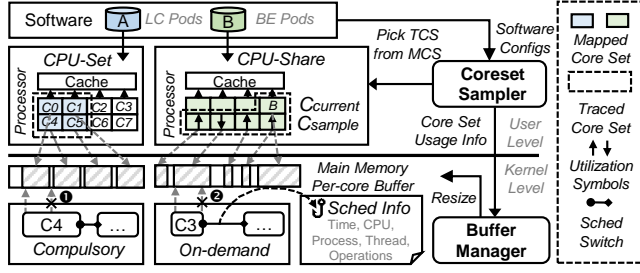 Software
A
LC Pods
B
BE Pods
CPU-Set
Processor
Cache
C0 C1 C2 C3
C4 C5 C6 C7
CPU-Share
Processor
Cache
B
Ccurrent
Csample
Pick TCS
from MCS
Software
Configs
Coreset
Sampler
Core Set
Usage Info
User
Level
Kernel
Level
Main Memory
Per-core Buffer
Resize
Buffer
Manager
❶
C4
...
Compulsory
❷
C3
...
On-demand
Sched Info
Time, CPU,
Process, Thread,
Operations
Mapped
Core Set
Traced
Core Set
Utilization
Symbols
Sched
Switch